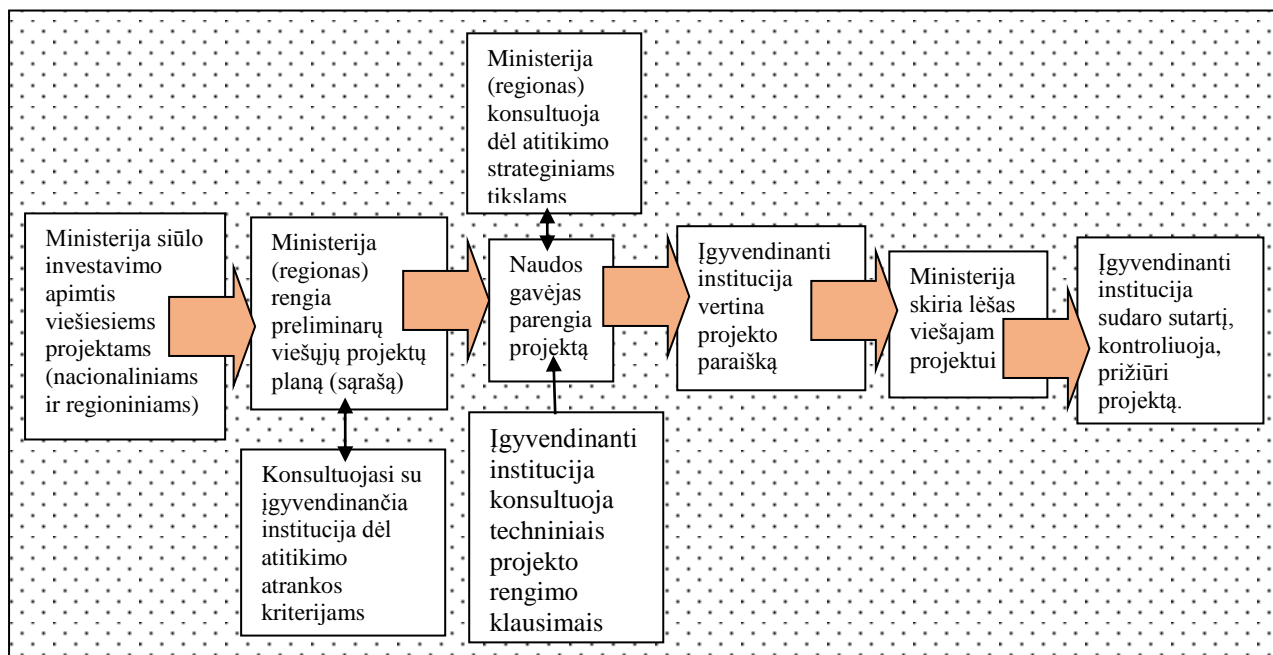 Ministerija siūlo
investavimo
apimtis
viešiesiems
projektams
(nacionaliniams
ir regioniniams)
Ministerija
(regionas)
rengia
preliminarų
viešųjų projektų
planą (sąrašą)
Konsultuojasi su
įgyvendinančia
institucija dėl
atitikimo
atrankos
kriterijams
Ministerija
(regionas)
konsultuoja
dėl atitikimo
strateginiams
tikslams
Naudos
gavėjas
parengia
projektą
Įgyvendinanti
institucija
konsultuoja
techniniais
projekto
rengimo
klausimais
Įgyvendinanti
institucija
vertina
projekto
paraišką
Ministerija
skiria lėšas
viešajam
projektui
Įgyvendinanti
institucija
sudaro sutartį,
kontroliuoja,
prižiūri
projektą.